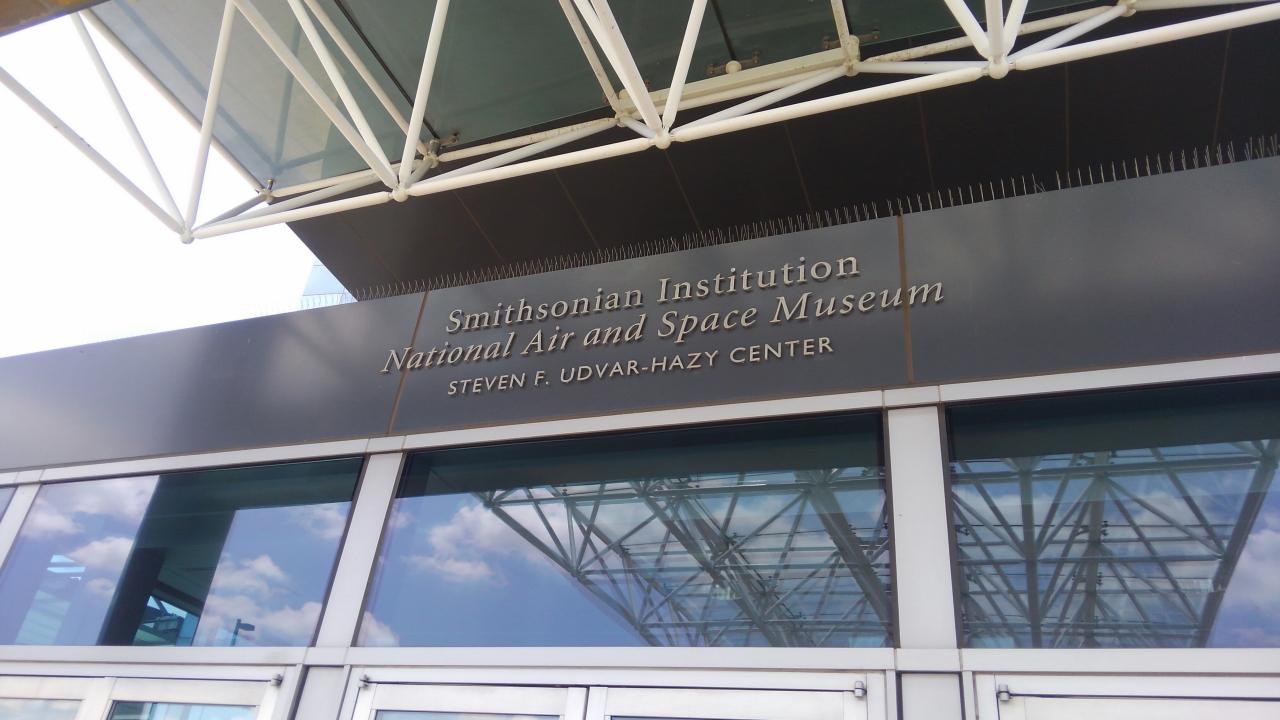 Smithsonian Institution
National Air and Space Museum
STEVEN F. UDVAR-HAZY CENTER